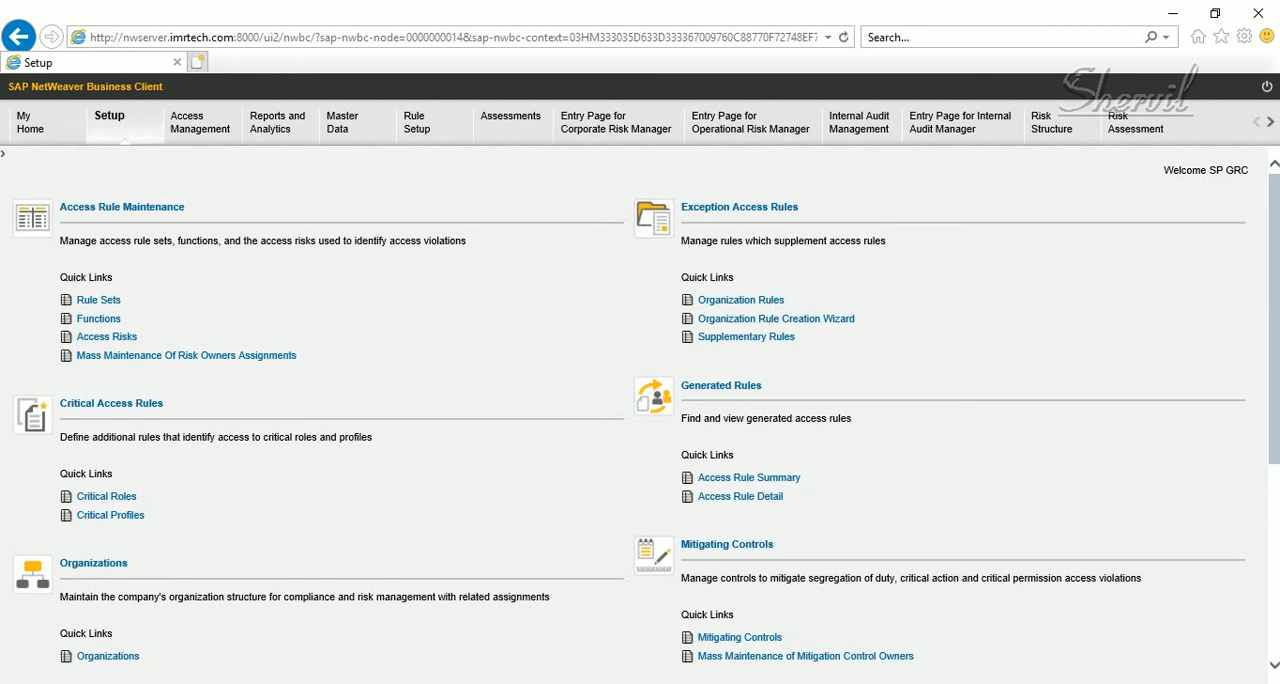 http://nwserver.imrtech.com:8000/ui2/nwbc/?sap-nwbc-node=0000000014&sap-nwbc-context=03HM333035D633D333367009760C88770F72748EF7
Search...
Setup
SAP NetWeaver Business Client
Shervil
My Home
Setup
Access Management
Reports and Analytics
Master Data
Rule Setup
Assessments
Entry Page for Corporate Risk Manager
Entry Page for Operational Risk Manager
Internal Audit Management
Entry Page for Internal Audit Manager
Risk Structure
Risk Assessment
Welcome SP GRC
Access Rule Maintenance
Manage access rule sets, functions, and the access risks used to identify access violations
Quick Links
Rule Sets
Functions
Access Risks
Mass Maintenance Of Risk Owners Assignments
Critical Access Rules
Define additional rules that identify access to critical roles and profiles
Quick Links
Critical Roles
Critical Profiles
Organizations
Maintain the company's organization structure for compliance and risk management with related assignments
Quick Links
Organizations
Exception Access Rules
Manage rules which supplement access rules
Quick Links
Organization Rules
Organization Rule Creation Wizard
Supplementary Rules
Generated Rules
Find and view generated access rules
Quick Links
Access Rule Summary
Access Rule Detail
Mitigating Controls
Manage controls to mitigate segregation of duty, critical action and critical permission access violations
Quick Links
Mitigating Controls
Mass Maintenance of Mitigation Control Owners